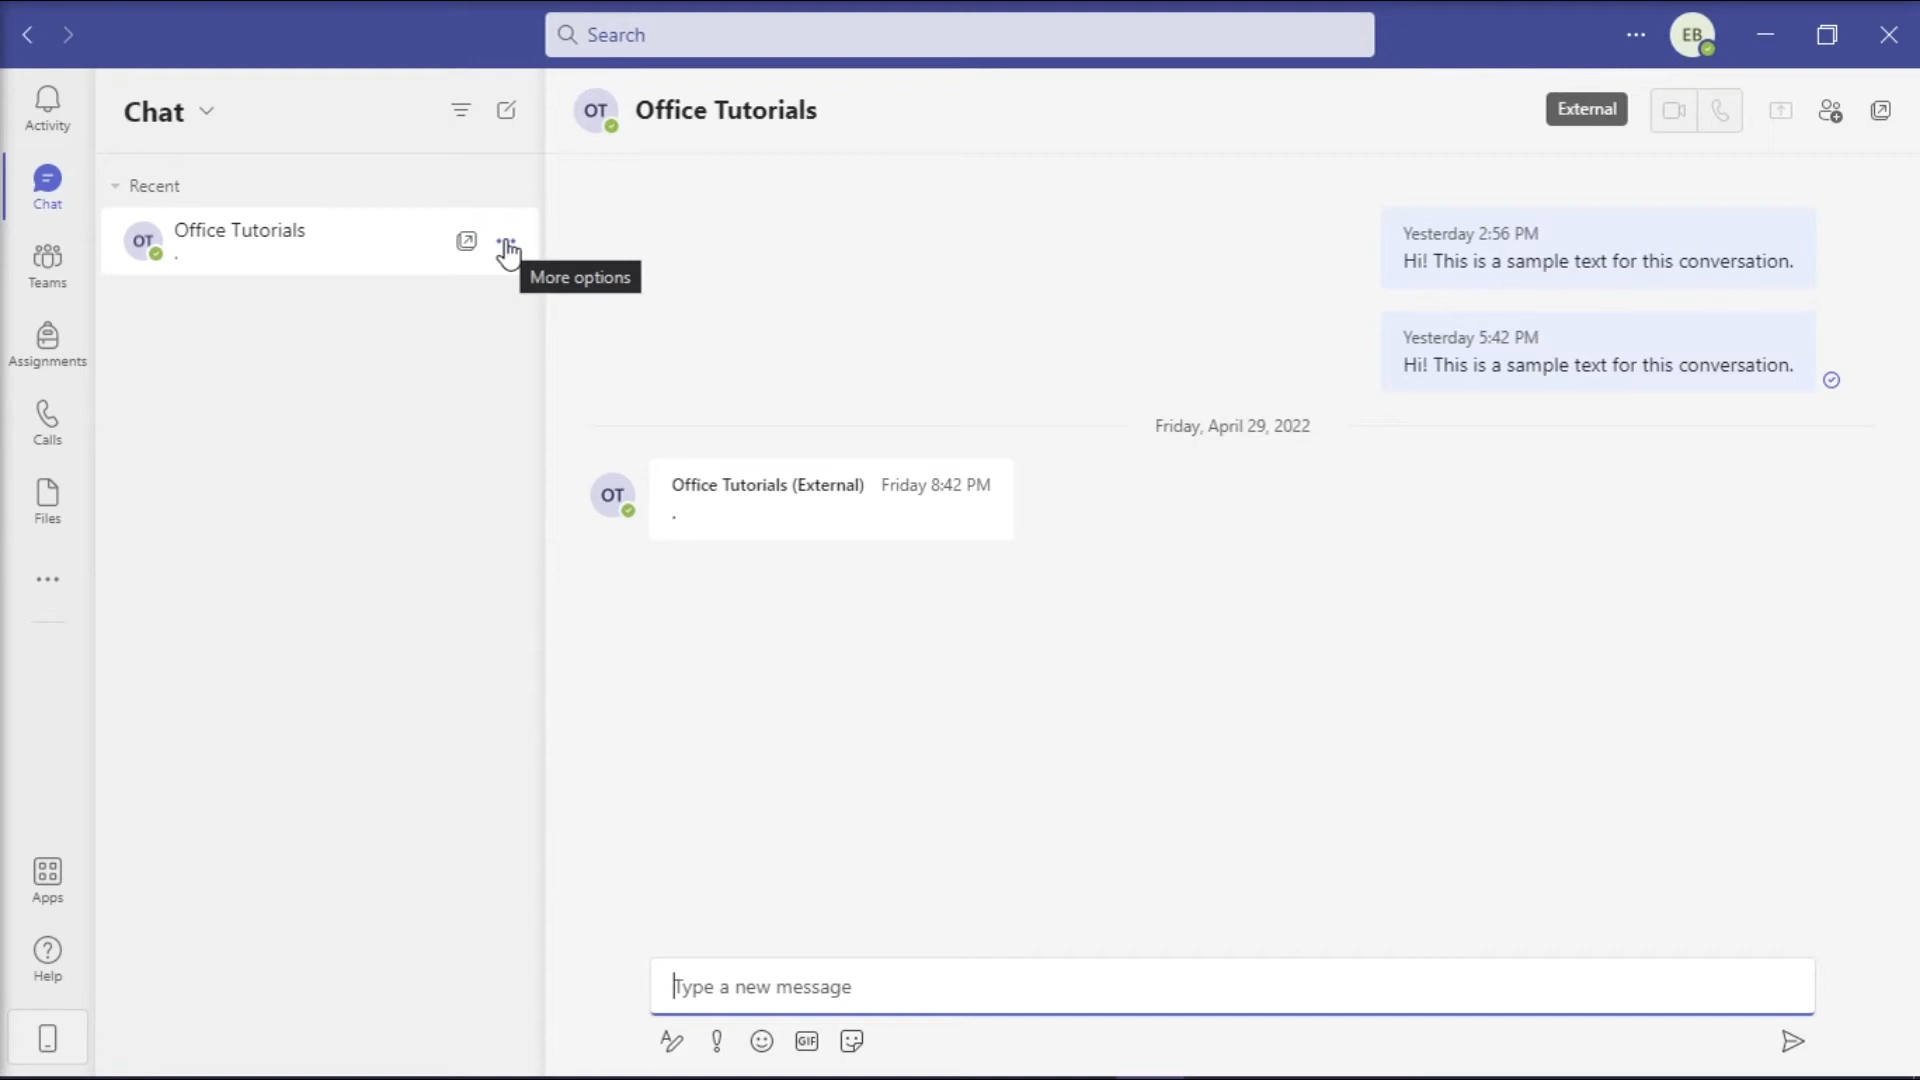 Search
EB
Activity
Chat
Teams
Assignments
Calls
Files
Apps
Help
Chat
Recent
OT
Office Tutorials
.
More options
OT
Office Tutorials
External
Yesterday 2:56 PM
Hi! This is a sample text for this conversation.
Yesterday 5:42 PM
Hi! This is a sample text for this conversation.
Friday, April 29, 2022
OT
Office Tutorials (External) Friday 8:42 PM
.
Type a new message
GIF